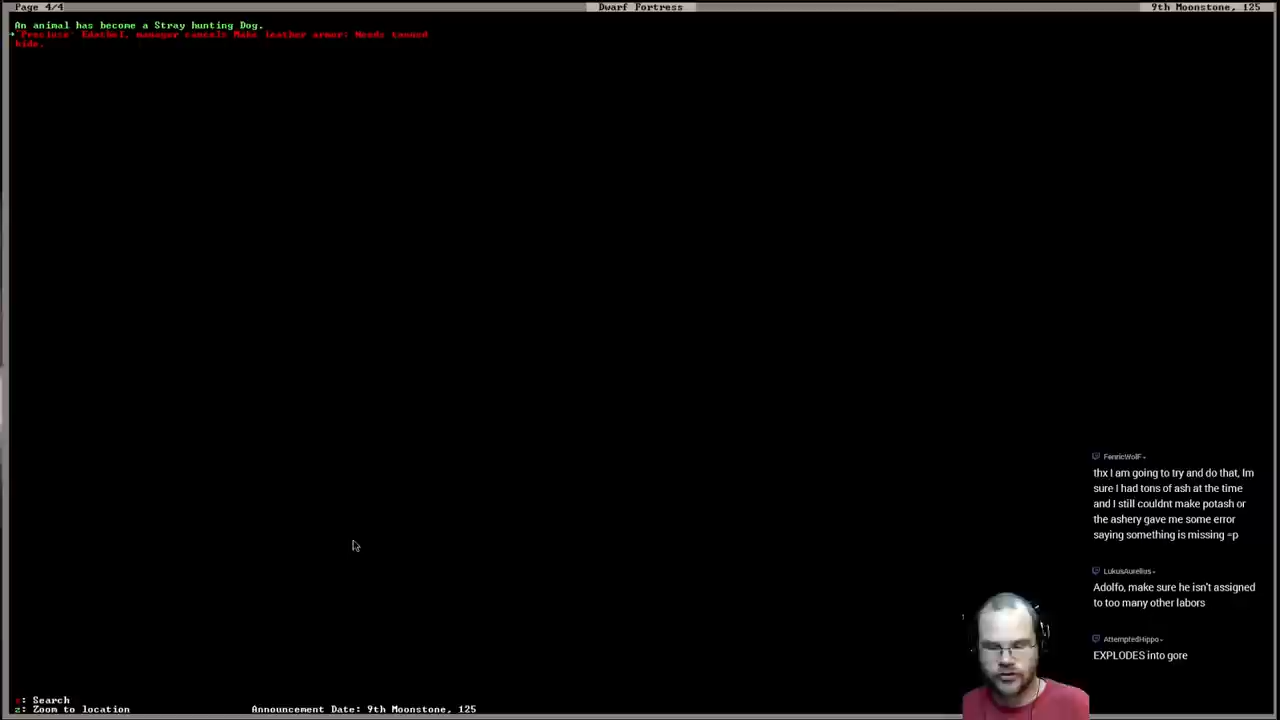 Page 4/4
Dwarf Fortress
9th Moonstone, 125
An animal has become a Stray hunting Dog.
manager cancels Make leather armor: Needs tanned
hide.
FenricWolF
thx I am going to try and do that, Im
sure I had tons of ash at the time
and I still couldnt make potash or
the ashery gave me some error
saying something is missing =p
LukusAurelius
Adolfo, make sure he isn't assigned
to too many other labors
AttemptedHippo
EXPLODES into gore
s: Search
z: Zoom to location
Announcement Date: 9th Moonstone, 125